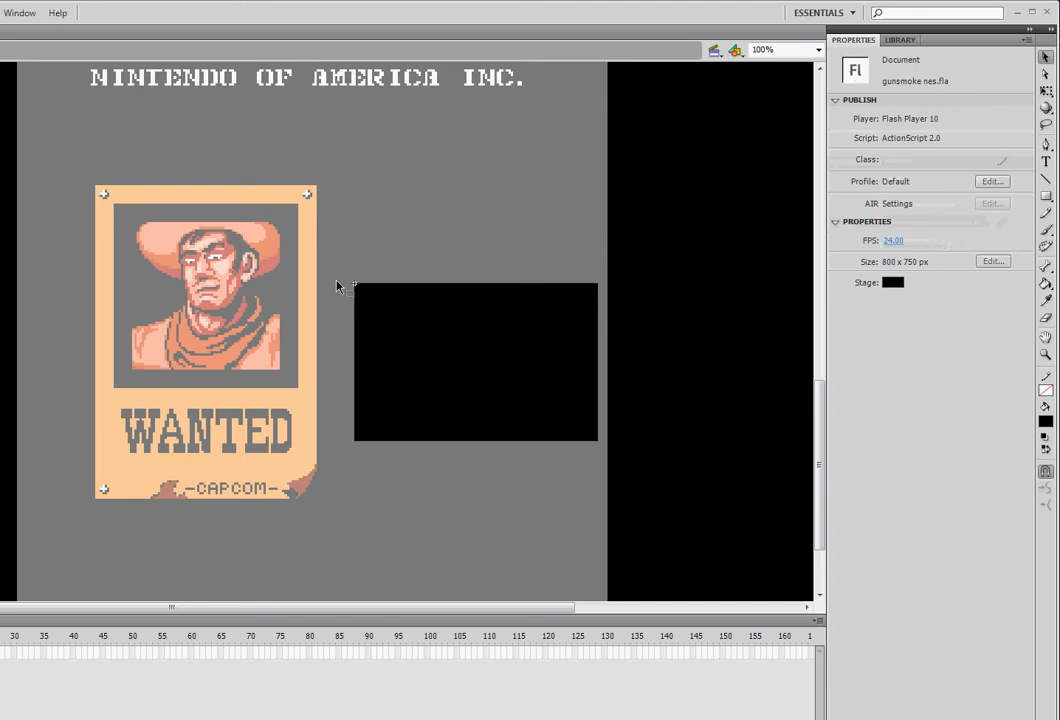 Window Help
ESSENTIALS
100%
PROPERTIES LIBRARY
NINTENDO OF AMERICA INC.
Fl
Document
gunsmoke nes.fla
PUBLISH
Player: Flash Player 10
Script: ActionScript 2.0
Class:
Profile: Default Edit...
AIR Settings Edit...
PROPERTIES
FPS: 24.00
Size: 800 x 750 px Edit...
Stage:
WANTED
-CAPCOM-
30 35 40 45 50 55 60 65 70 75 80 85 90 95 100 105 110 115 120 125 130 135 140 145 150 155 160 1